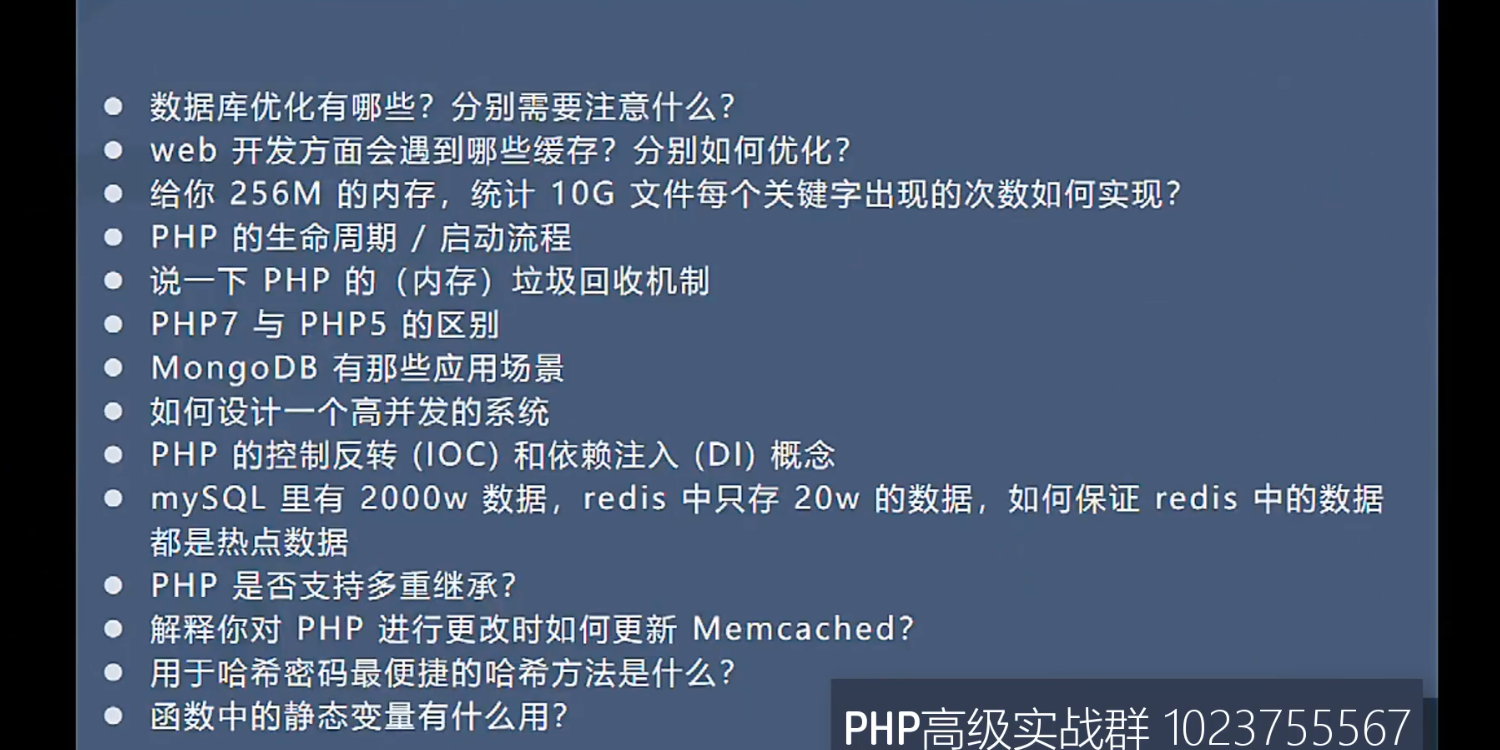 ● 数据库优化有哪些？分别需要注意什么？
● web 开发方面会遇到哪些缓存？分别如何优化？
● 给你 256M 的内存，统计 10G 文件每个关键字出现的次数如何实现？
● PHP 的生命周期 / 启动流程
● 说一下 PHP 的（内存）垃圾回收机制
● PHP7 与 PHP5 的区别
● MongoDB 有那些应用场景
● 如何设计一个高并发的系统
● PHP 的控制反转 (IOC) 和依赖注入 (DI) 概念
● mySQL 里有 2000w 数据，redis 中只存 20w 的数据，如何保证 redis 中的数据
都是热点数据
● PHP 是否支持多重继承？
● 解释你对 PHP 进行更改时如何更新 Memcached？
● 用于哈希密码最便捷的哈希方法是什么？
● 函数中的静态变量有什么用？
PHP高级实战群 1023755567